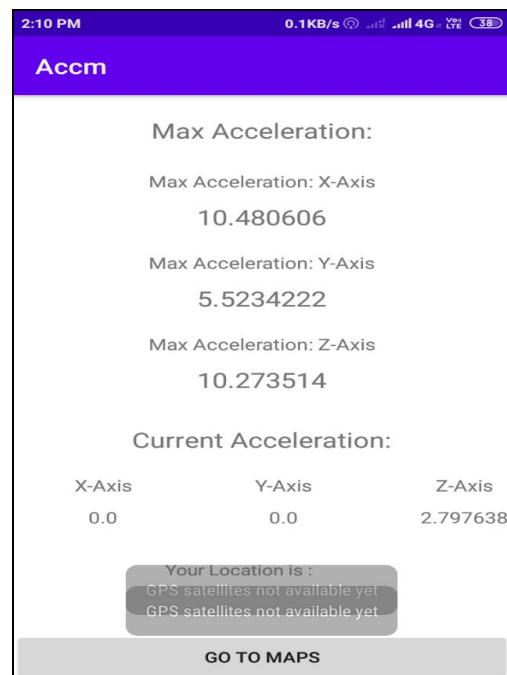 2:10 PM 0.1KB/s 4G Vo) LTE 38
Accm
Max Acceleration:
Max Acceleration: X-Axis
10.480606
Max Acceleration: Y-Axis
5.5234222
Max Acceleration: Z-Axis
10.273514
Current Acceleration:
X-Axis Y-Axis Z-Axis
0.0 0.0 2.797638
Your Location is :
GPS satellites not available yet
GPS satellites not available yet
GO TO MAPS